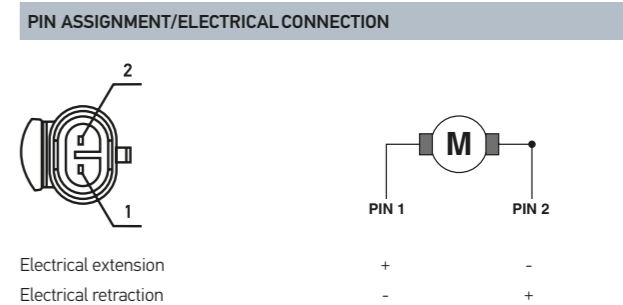 PIN ASSIGNMENT/ELECTRICAL CONNECTION
2
M
1
PIN 1 PIN 2
Electrical extension + -
Electrical retraction - +